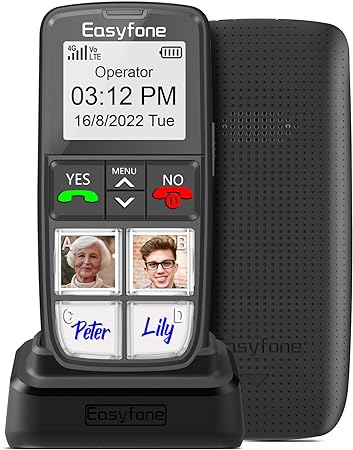 Easyfone
4G Vo
LTE
Operator
03:12 PM
16/8/2022 Tue
YES MENU NO
A B
C D
Peter Lily
Easyfone
Easyfone